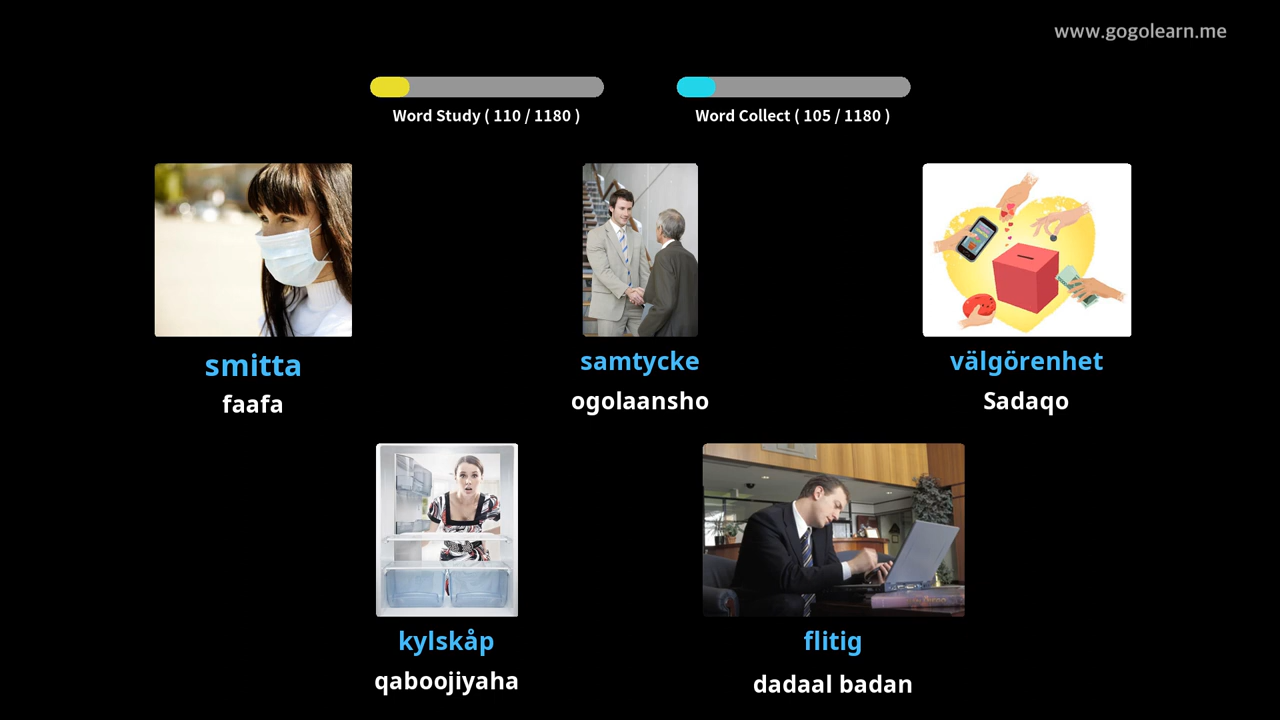 www.gogolearn.me
Word Study ( 110 / 1180 )
Word Collect ( 105 / 1180 )
smitta
faafa
samtycke
ogolaansho
välgörenhet
Sadaqo
kylskåp
qaboojiyaha
flitig
dadaal badan